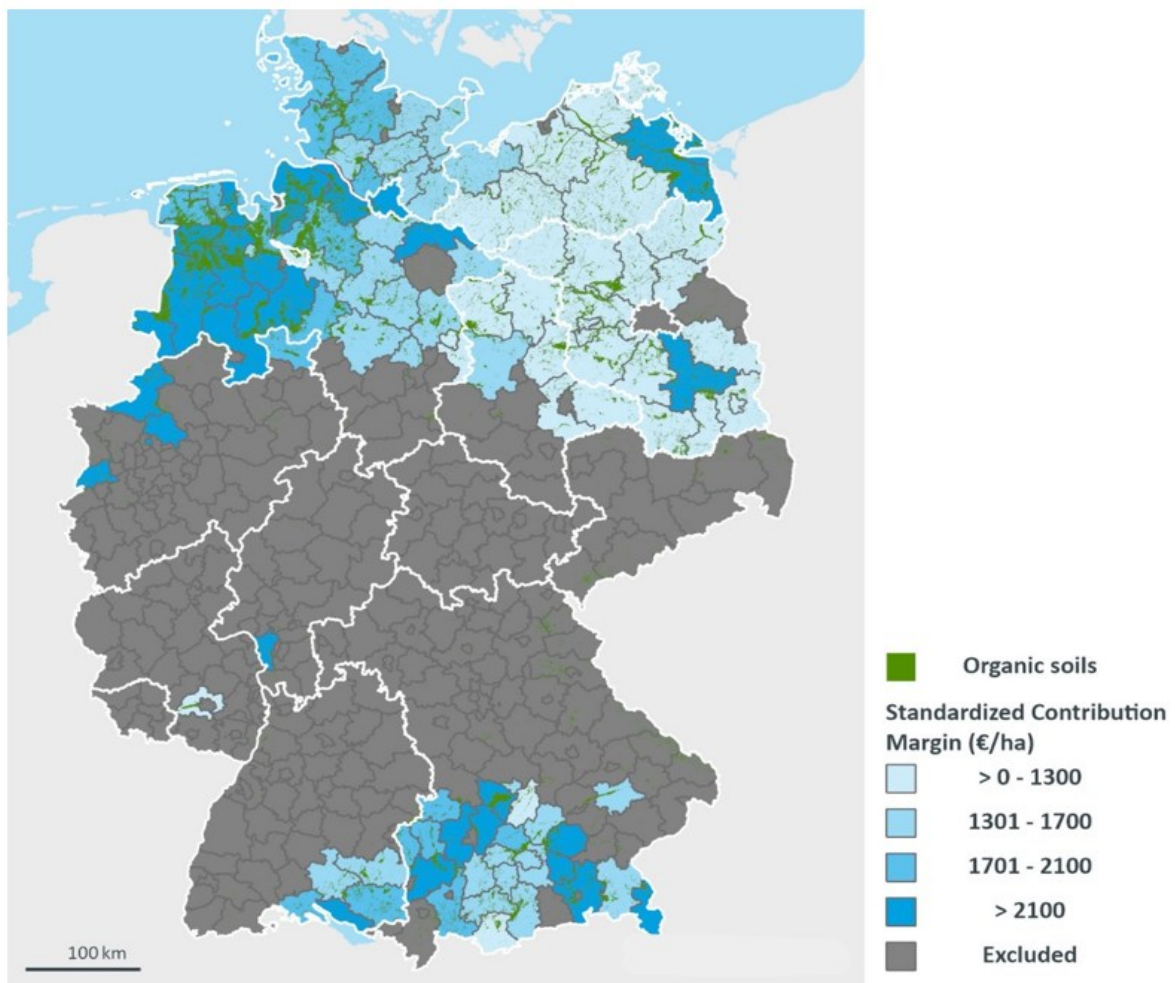 Organic soils
Standardized Contribution
Margin (€/ha)
> 0 - 1300
1301 - 1700
1701 - 2100
> 2100
Excluded
100 km